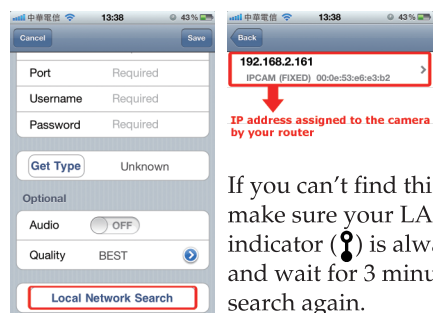 中華電信 13:38 43%
Cancel Save
Port Required
Username Required
Password Required
Get Type Unknown
Optional
Audio OFF
Quality BEST
Local Network Search
中華電信 13:38 43%
Back
192.168.2.161
IPCAM (FIXED) 00:0e:53:e6:e3:b2
IP address assigned to the camera
by your router
If you can't find thi
make sure your LA
indicator ( ) is alwa
and wait for 3 minu
search again.